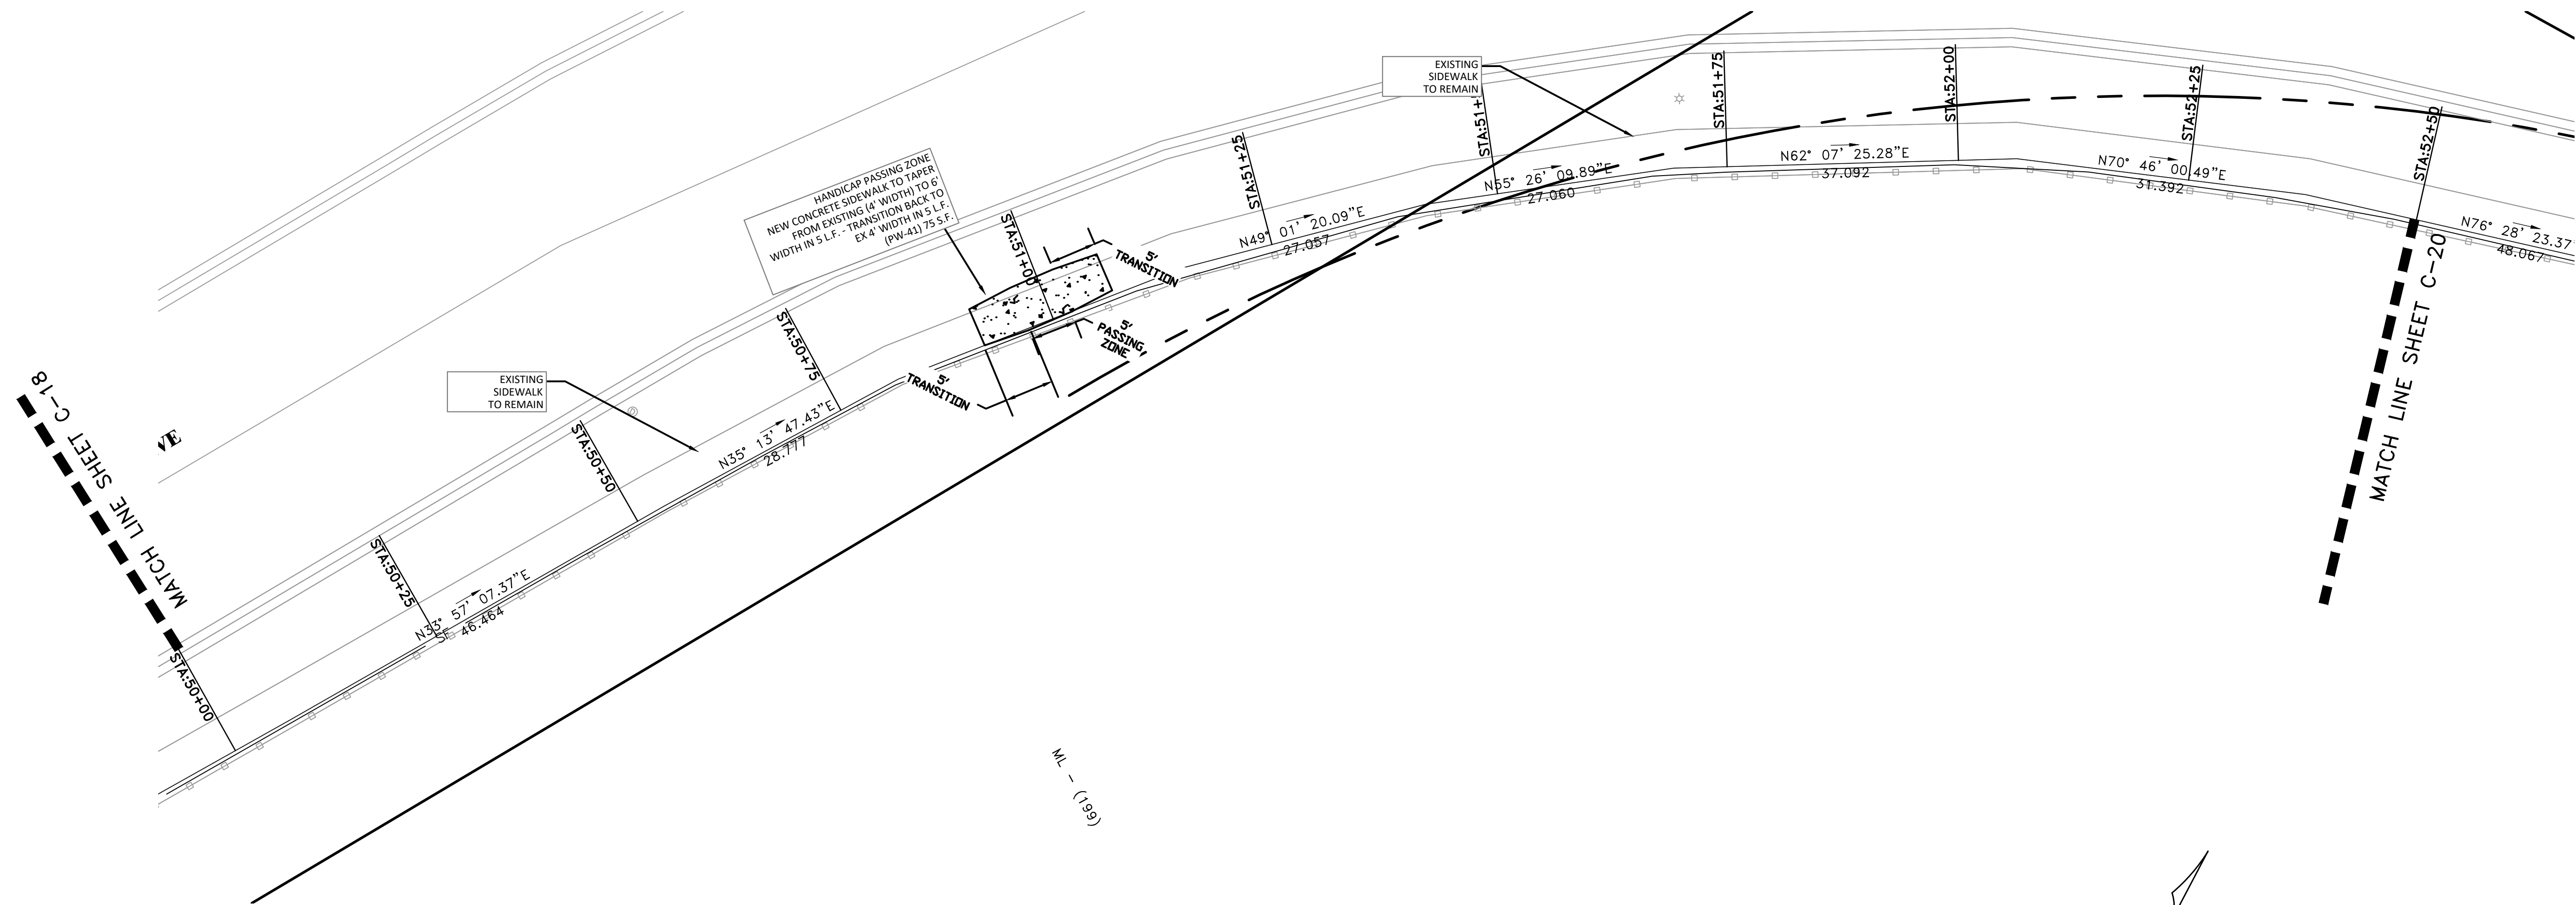 MATCH LINE SHEET C-18
VE
STA:50+00
STA:50+25
N33° 57' 07.37"E
SF 46.464
STA:50+50
EXISTING
SIDEWALK
TO REMAIN
N35° 13' 47.43"E
28.777
STA:50+75
HANDICAP PASSING ZONE
NEW CONCRETE SIDEWALK TO TAPER
FROM EXISTING (4' WIDTH) TO 6'
WIDTH IN 5 L.F. - TRANSITION BACK TO
EX 4' WIDTH IN 5 L.F.
(PW-41) 75 S.F.
STA:51+00
5'
TRANSITION
5'
PASSING
ZONE
5'
TRANSITION
STA:51+25
N49° 01' 20.09"E
27.057
EXISTING
SIDEWALK
TO REMAIN
STA:51+
N55° 26' 09.89"E
27.060
STA:51+75
N62° 07' 25.28"E
37.092
STA:52+00
STA:52+25
N70° 46' 00.49"E
31.392
STA:52+50
N76° 28' 23.37
48.067
MATCH LINE SHEET C-20
ML - (199)